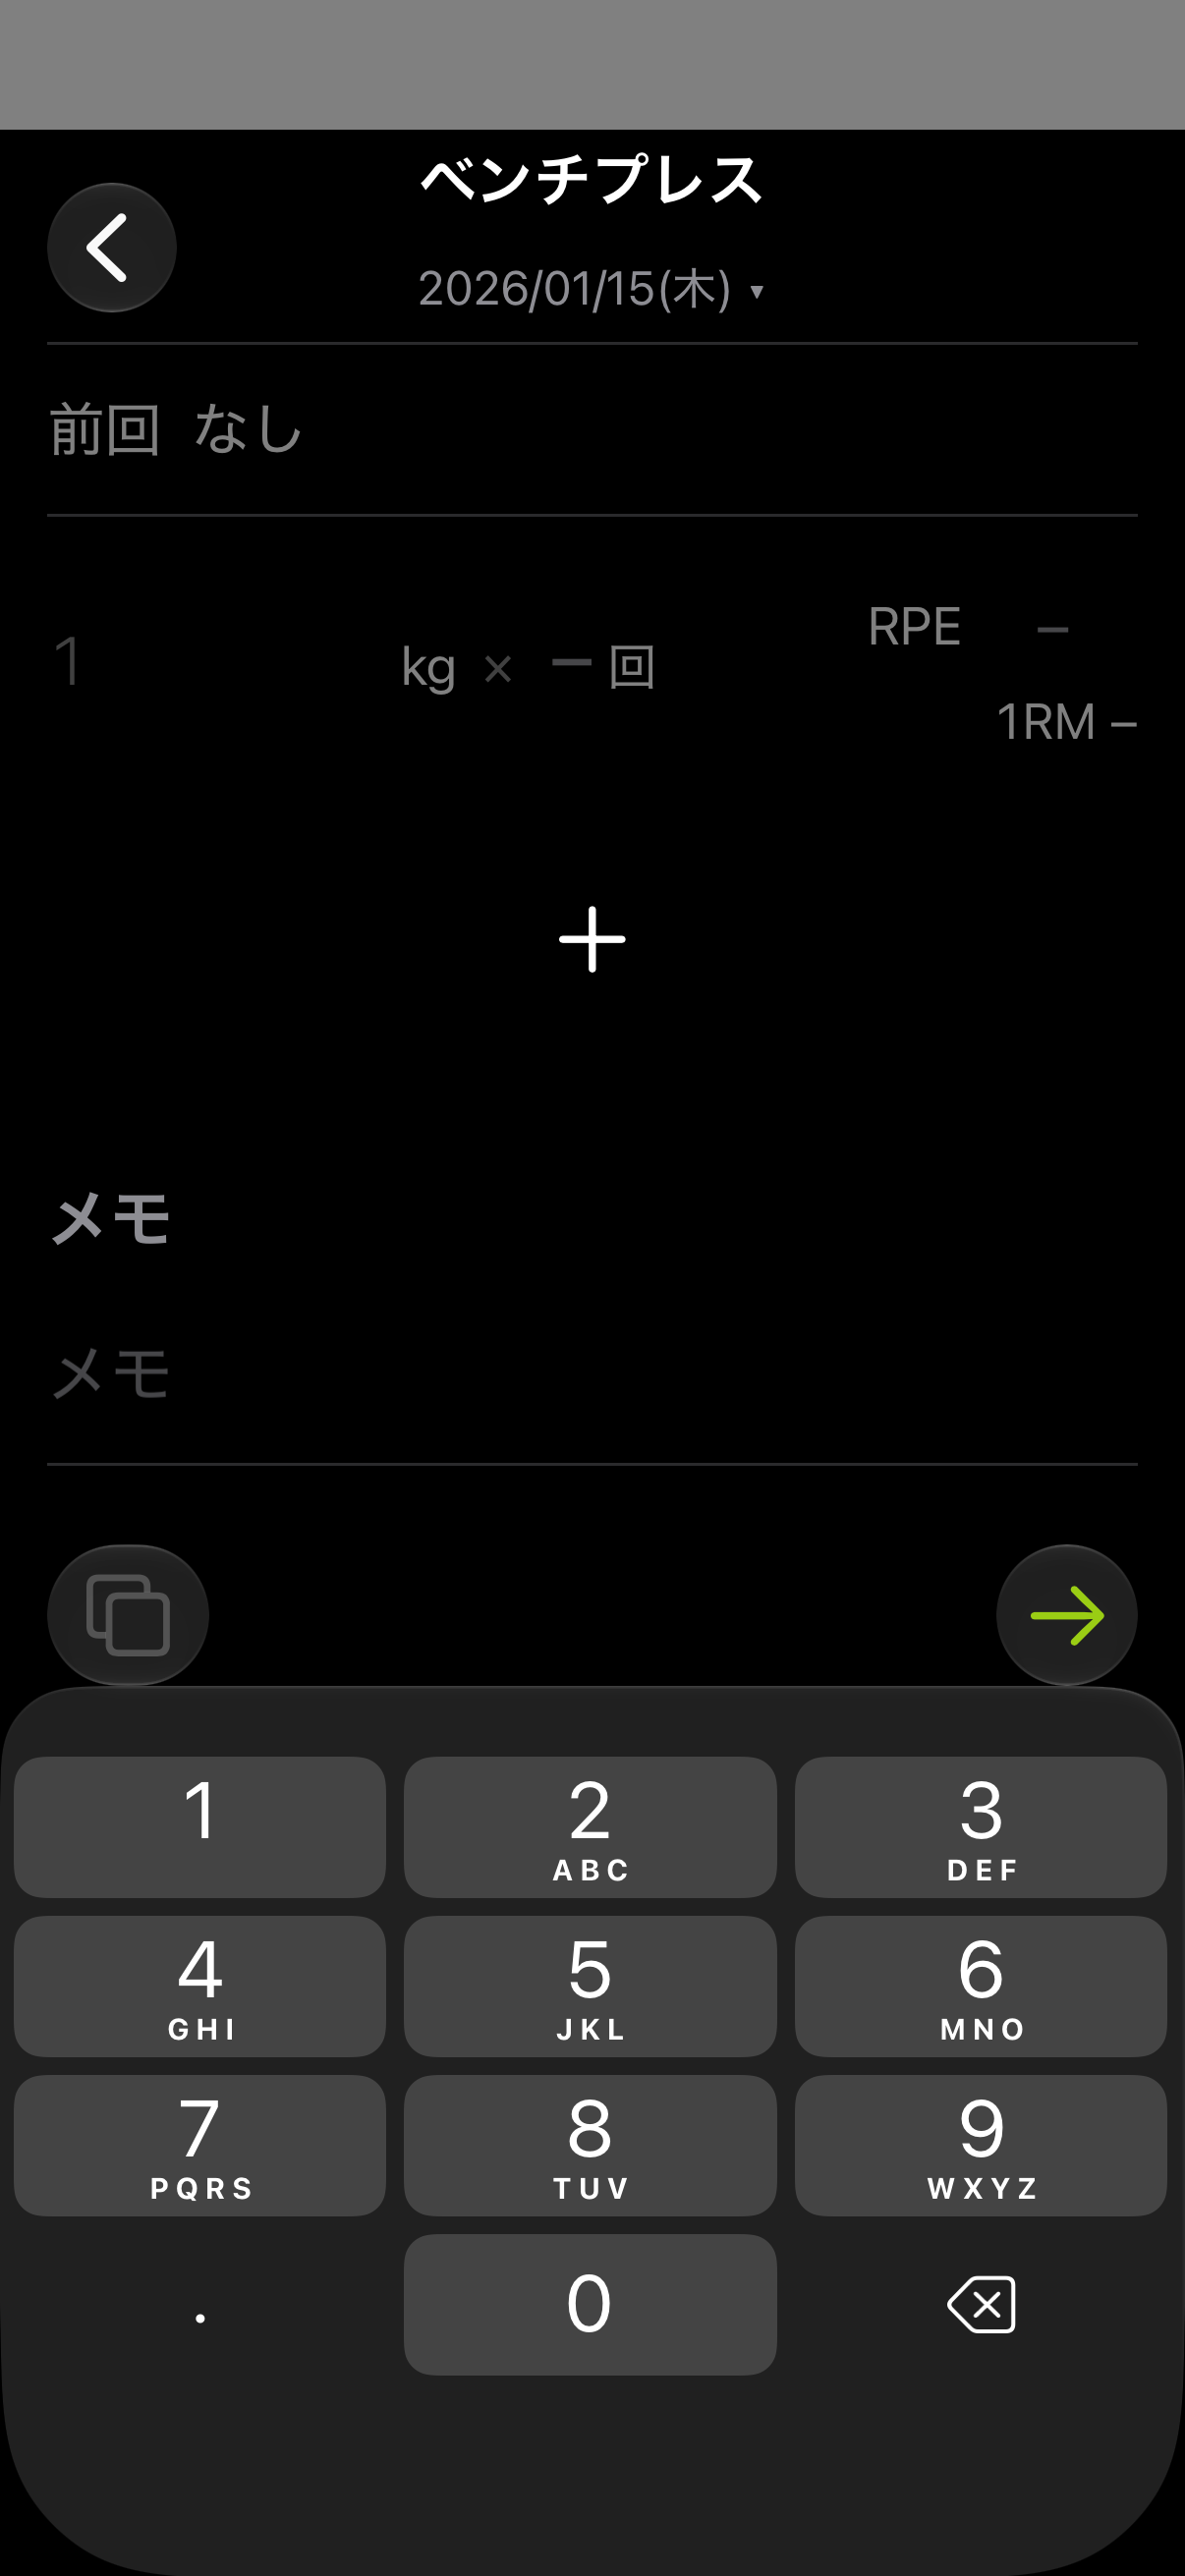 ベンチプレス
2026/01/15(木) ▼
前回 なし
1 kg × – 回 RPE –
1RM –
メモ
メモ
1 2 3
ABC DEF
4 5 6
GHI JKL MNO
7 8 9
PQRS TUV WXYZ
. 0